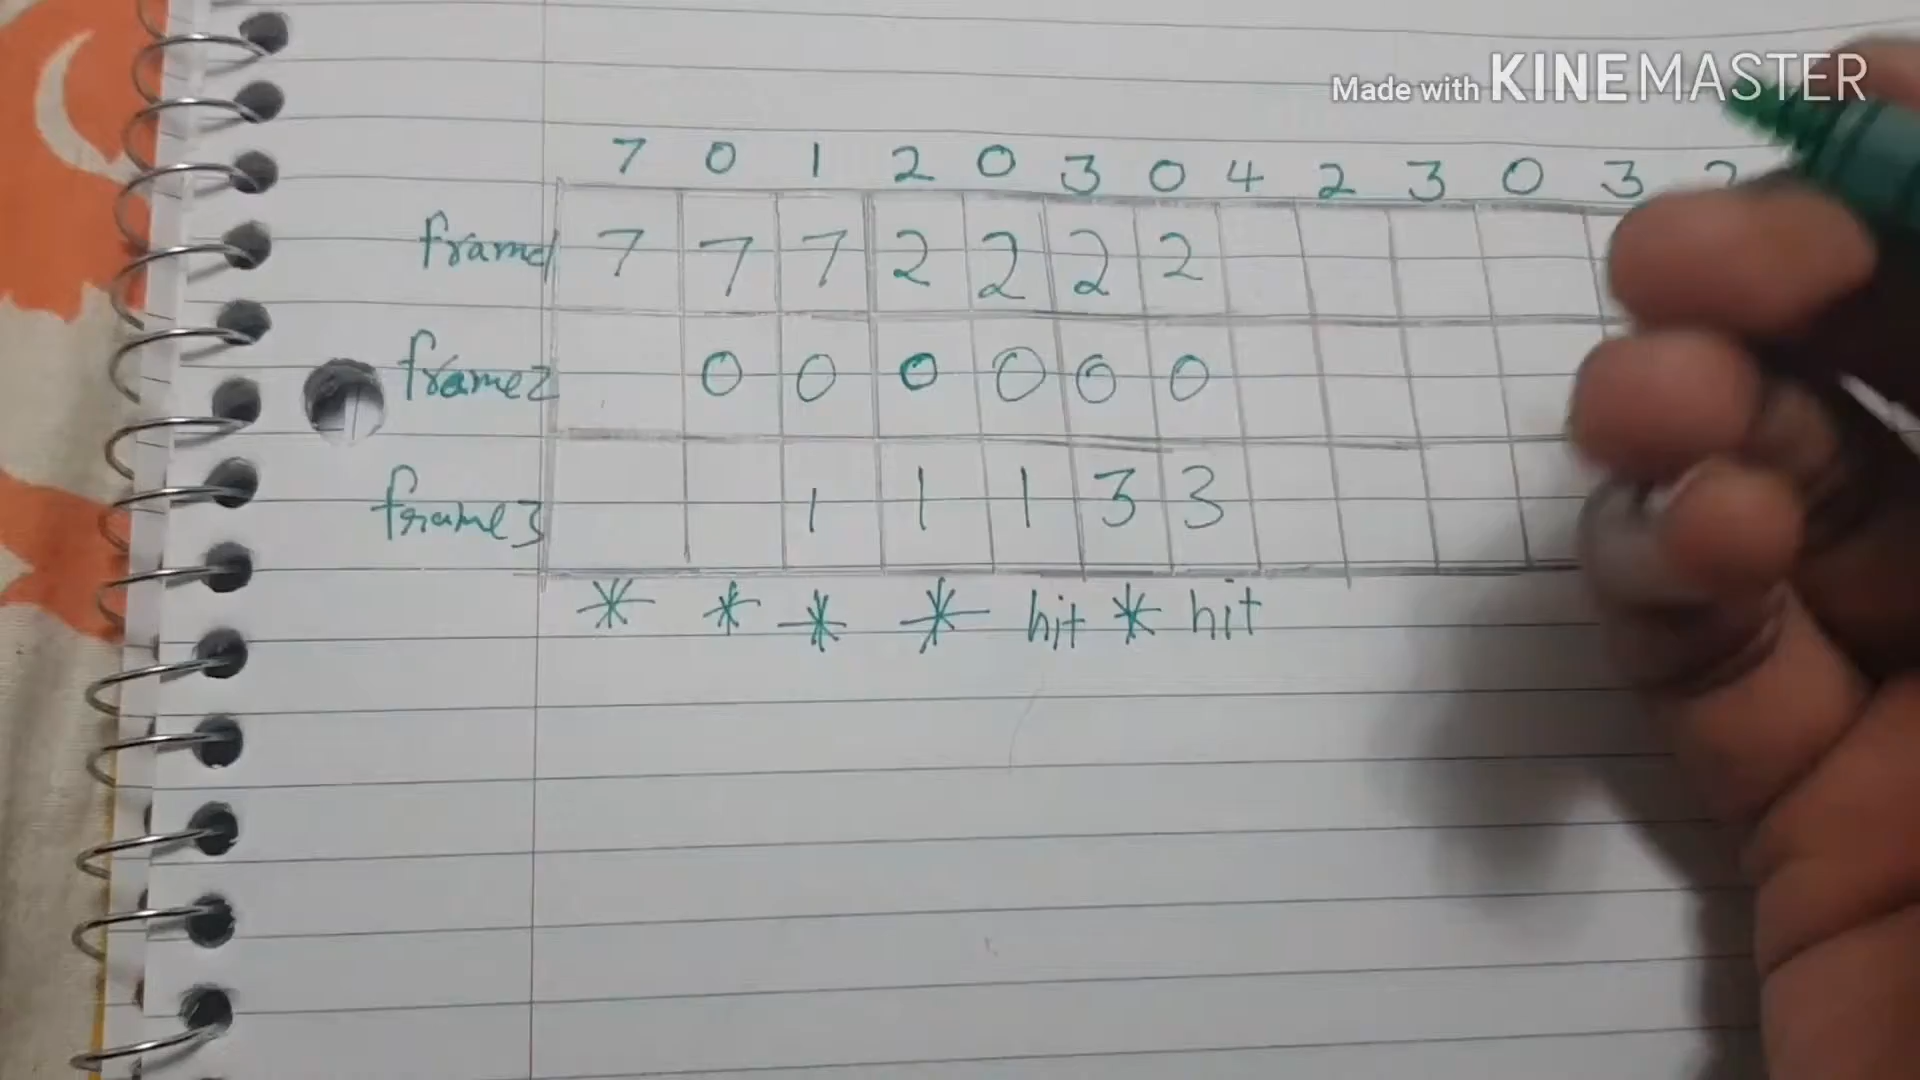 Made with KINEMASTER
7 0 1 2 0 3 0 4 2 3 0 3
frame1 7 7 7 2 2 2 2
frame2 0 0 0 0 0 0
frame3 1 1 1 3 3
* * * * hit * hit